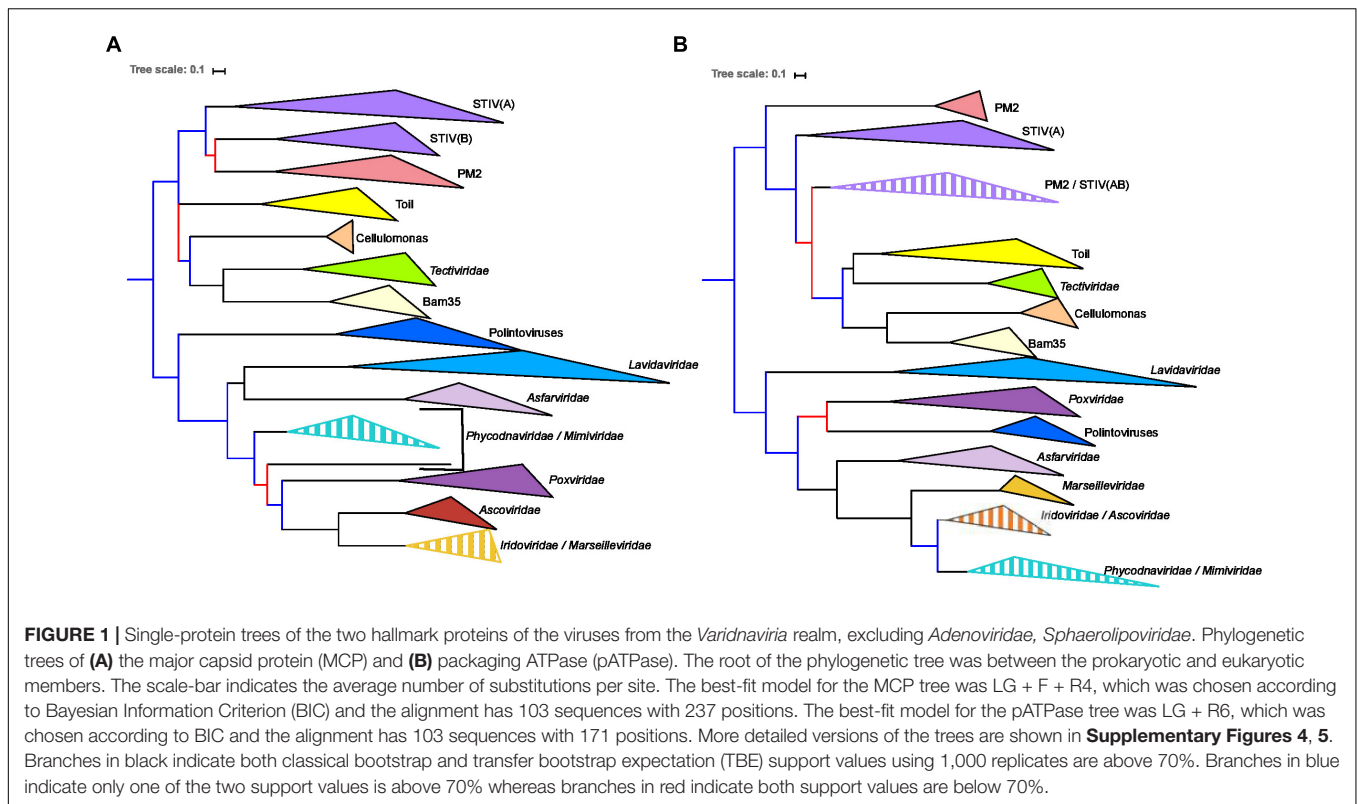 A
B
Tree scale: 0.1
Tree scale: 0.1
STIV(A)
STIV(B)
PM2
Toil
Cellulomonas
Tectiviridae
Bam35
Polintoviruses
Lavidaviridae
Asfarviridae
Phycodnaviridae / Mimiviridae
Poxviridae
Ascoviridae
Iridoviridae / Marseilleviridae
PM2
STIV(A)
PM2 / STIV(AB)
Toil
Tectiviridae
Cellulomonas
Bam35
Lavidaviridae
Poxviridae
Polintoviruses
Asfarviridae
Marseilleviridae
Iridoviridae / Ascoviridae
Phycodnaviridae / Mimiviridae
FIGURE 1 | Single-protein trees of the two hallmark proteins of the viruses from the Varidnaviria realm, excluding Adenoviridae, Sphaerolipoviridae. Phylogenetic
trees of (A) the major capsid protein (MCP) and (B) packaging ATPase (pATPase). The root of the phylogenetic tree was between the prokaryotic and eukaryotic
members. The scale-bar indicates the average number of substitutions per site. The best-fit model for the MCP tree was LG + F + R4, which was chosen according
to Bayesian Information Criterion (BIC) and the alignment has 103 sequences with 237 positions. The best-fit model for the pATPase tree was LG + R6, which was
chosen according to BIC and the alignment has 103 sequences with 171 positions. More detailed versions of the trees are shown in Supplementary Figures 4, 5.
Branches in black indicate both classical bootstrap and transfer bootstrap expectation (TBE) support values using 1,000 replicates are above 70%. Branches in blue
indicate only one of the two support values is above 70% whereas branches in red indicate both support values are below 70%.